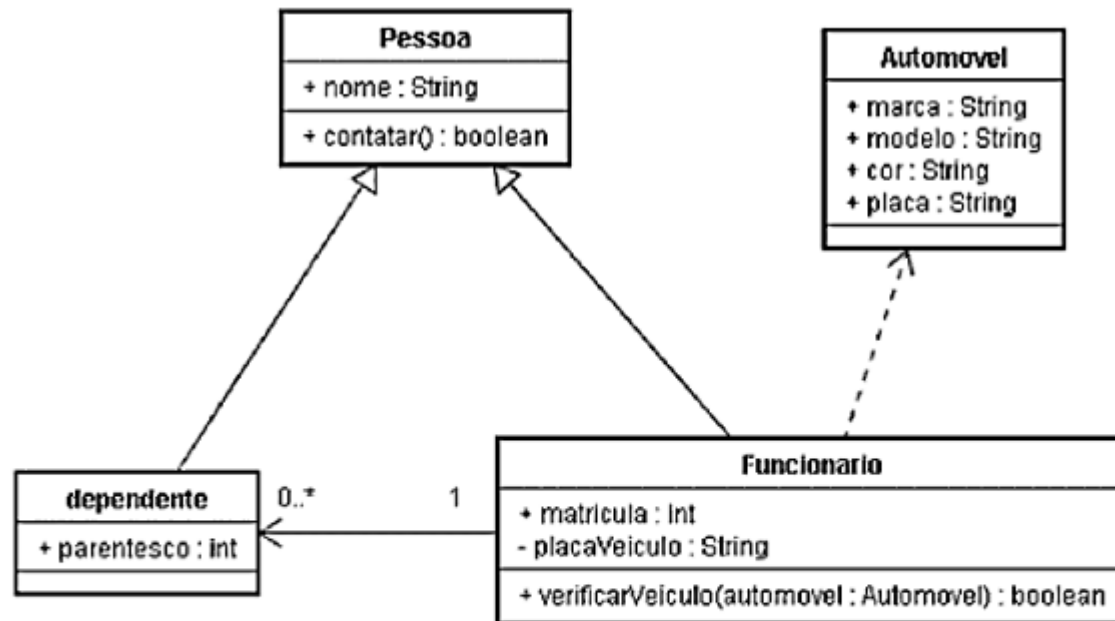 Pessoa
+ nome : String
+ contatar() : boolean
Automovel
+ marca : String
+ modelo : String
+ cor : String
+ placa : String
dependente
+ parentesco : int
0..*
1
Funcionario
+ matricula : int
- placaVeiculo : String
+ verificarVeiculo(automovel : Automovel) : boolean